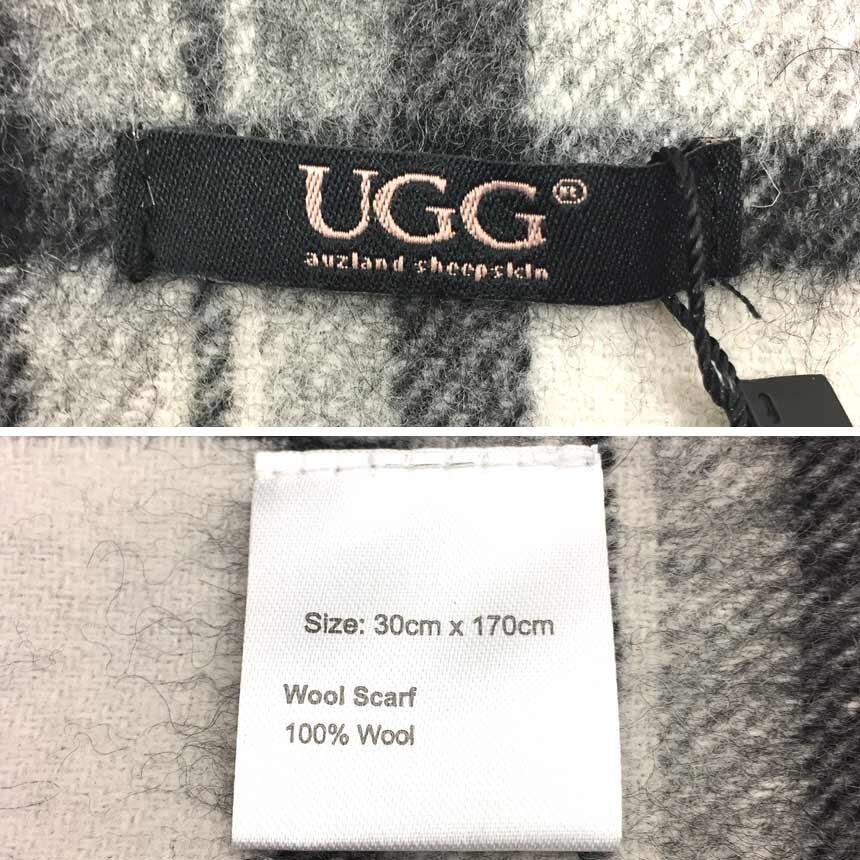 UGG®
auzland sheepskin
Size: 30cm x 170cm
Wool Scarf
100% Wool